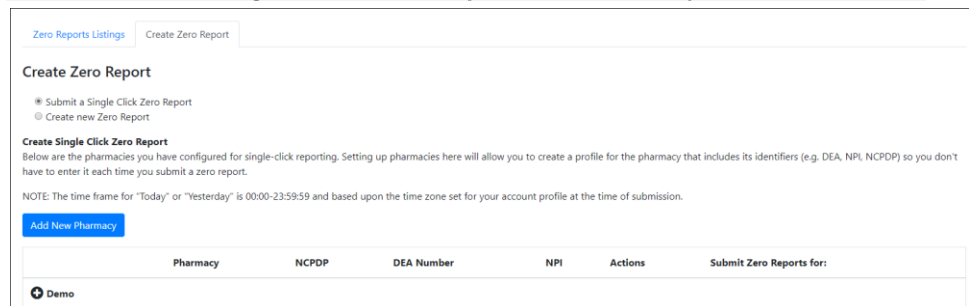 Zero Reports Listings Create Zero Report
Create Zero Report
Submit a Single Click Zero Report
Create new Zero Report
Create Single Click Zero Report
Below are the pharmacies you have configured for single-click reporting. Setting up pharmacies here will allow you to create a profile for the pharmacy that includes its identifiers (e.g. DEA, NPI, NCPDP) so you don't
have to enter it each time you submit a zero report.
NOTE: The time frame for "Today" or "Yesterday" is 00:00-23:59:59 and based upon the time zone set for your account profile at the time of submission.
Add New Pharmacy
Pharmacy NCPDP DEA Number NPI Actions Submit Zero Reports for:
Demo